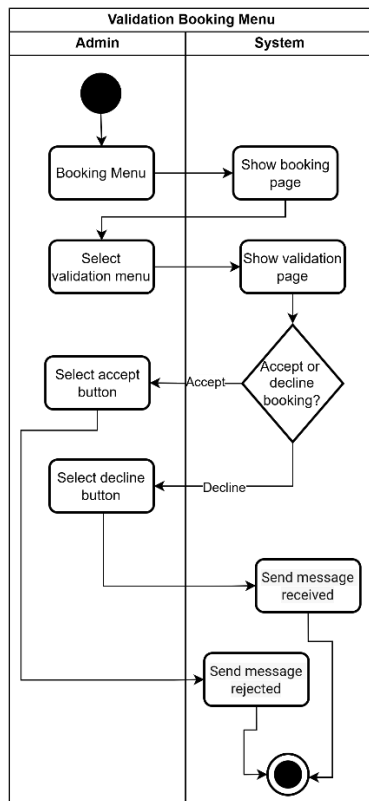 Validation Booking Menu
Admin
System
Booking Menu
Show booking
page
Select
validation menu
Show validation
page
Accept or
decline
booking?
Accept
Select accept
button
Decline
Select decline
button
Send message
received
Send message
rejected